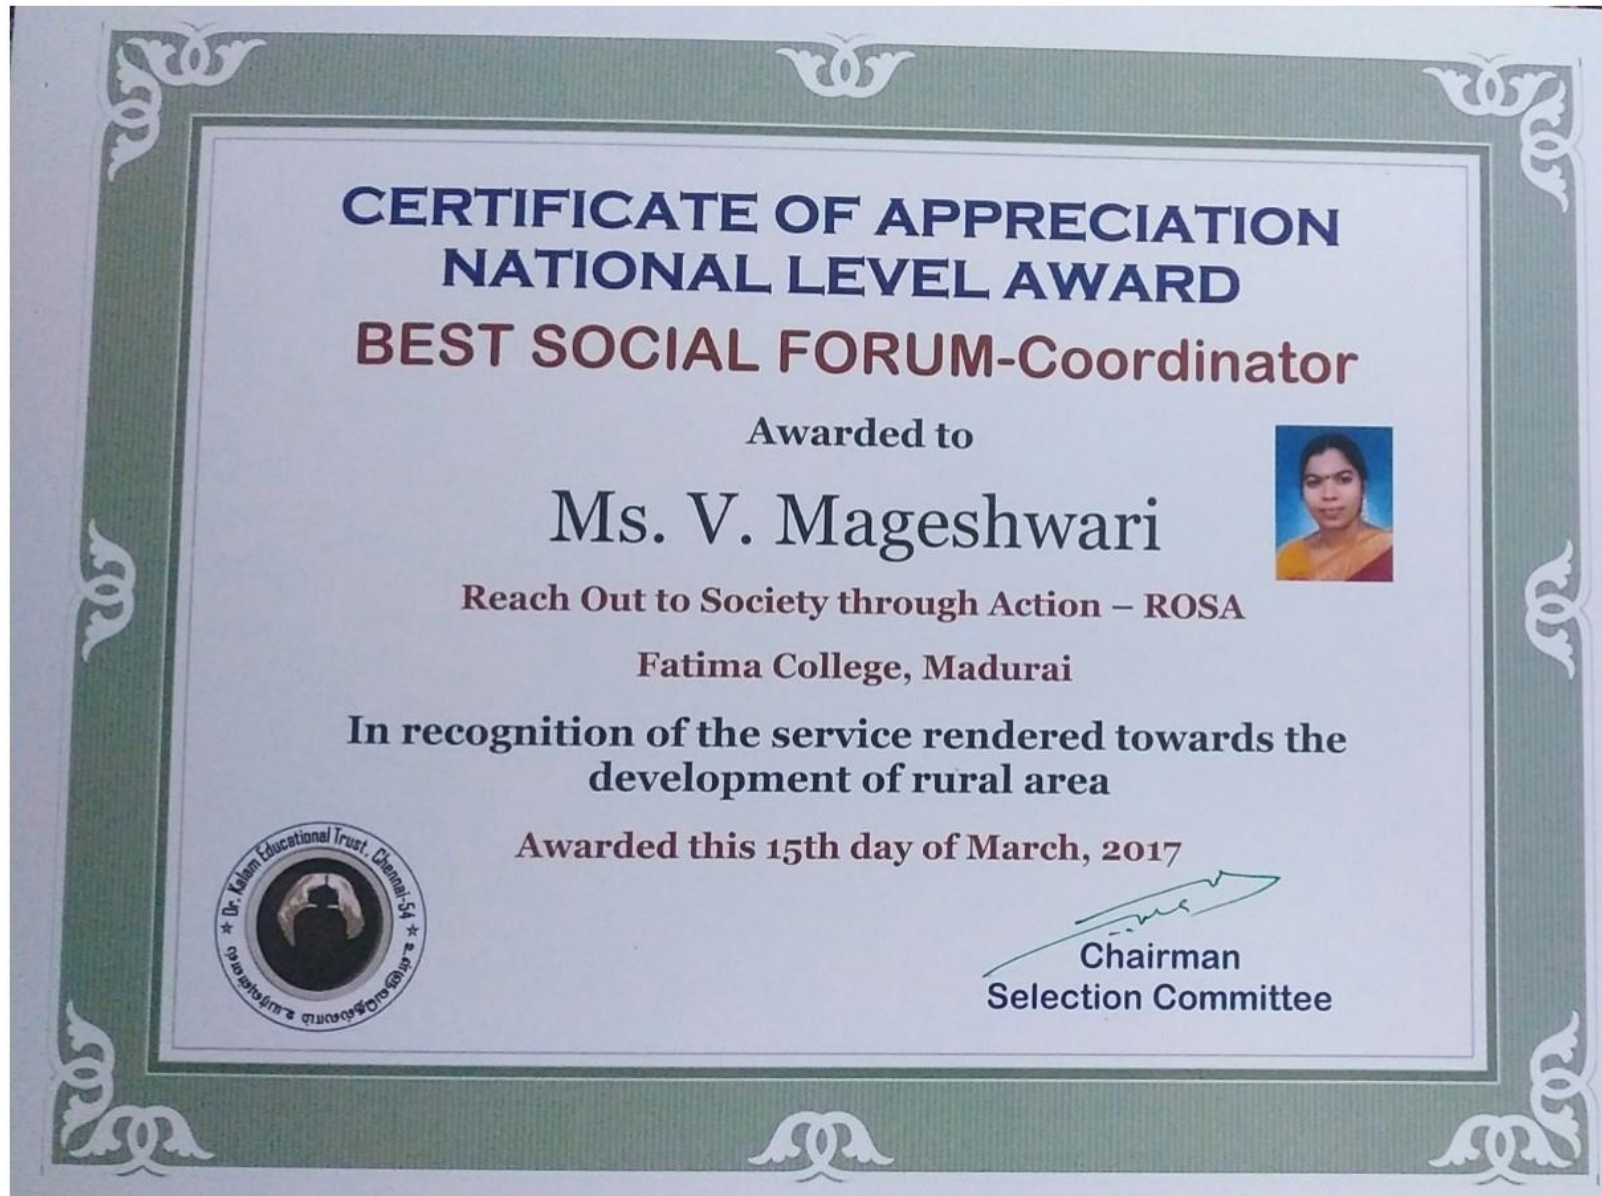 CERTIFICATE OF APPRECIATION
NATIONAL LEVEL AWARD
BEST SOCIAL FORUM-Coordinator
Awarded to
Ms. V. Mageshwari
Reach Out to Society through Action – ROSA
Fatima College, Madurai
In recognition of the service rendered towards the
development of rural area
Awarded this 15th day of March, 2017
Dr. Kalam Educational Trust, Chennai-54
Chairman
Selection Committee